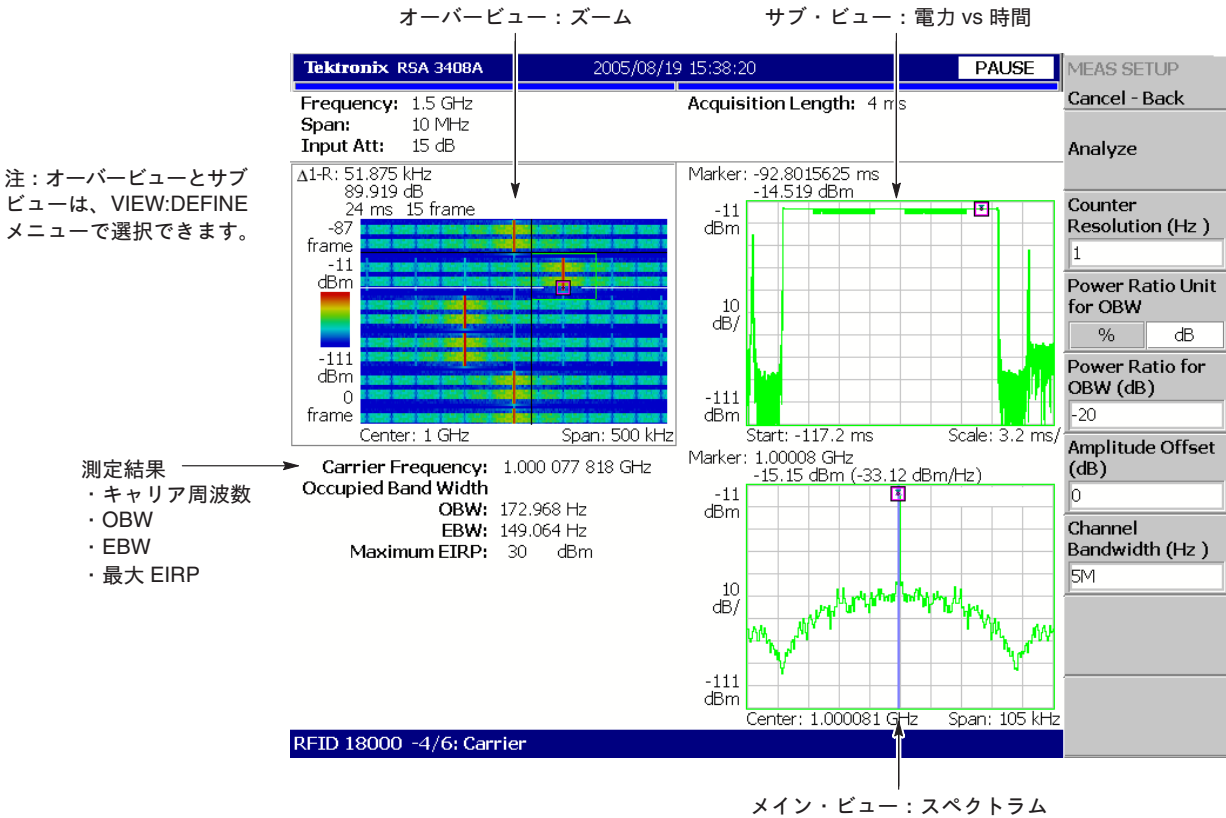 オーバービュー：ズーム
サブ・ビュー：電力 vs 時間
Tektronix RSA 3408A 2005/08/19 15:38:20 PAUSE
Frequency: 1.5 GHz
Span: 10 MHz
Input Att: 15 dB
Acquisition Length: 4 ms
注：オーバービューとサブ
ビューは、VIEW:DEFINE
メニューで選択できます。
Δ1-R: 51.875 kHz
89.919 dB
24 ms 15 frame
-87
frame
-11
dBm
-111
dBm
0
frame
Center: 1 GHz Span: 500 kHz
Marker: -92.8015625 ms
-14.519 dBm
-11
dBm
10
dB/
-111
dBm
Start: -117.2 ms Scale: 3.2 ms/
測定結果
・キャリア周波数
・OBW
・EBW
・最大 EIRP
Carrier Frequency: 1.000 077 818 GHz
Occupied Band Width
OBW: 172.968 Hz
EBW: 149.064 Hz
Maximum EIRP: 30 dBm
Marker: 1.00008 GHz
-15.15 dBm (-33.12 dBm/Hz)
-11
dBm
10
dB/
-111
dBm
Center: 1.000081 GHz Span: 105 kHz
RFID 18000 -4/6: Carrier
MEAS SETUP
Cancel - Back
Analyze
Counter
Resolution (Hz )
1
Power Ratio Unit
for OBW
% dB
Power Ratio for
OBW (dB)
-20
Amplitude Offset
(dB)
0
Channel
Bandwidth (Hz )
5M
メイン・ビュー：スペクトラム